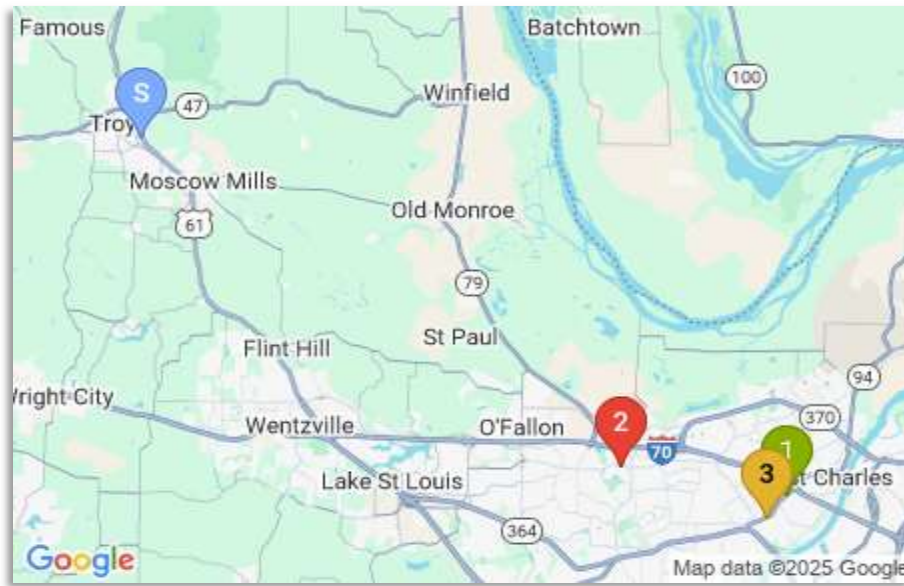 Famous
Batchtown
100
S
47
Winfield
Troy
Moscow Mills
Old Monroe
61
79
Flint Hill
St Paul
94
Wright City
2
370
Wentzville
O'Fallon
70
1
3
St Charles
Lake St Louis
364
Google
Map data ©2025 Google